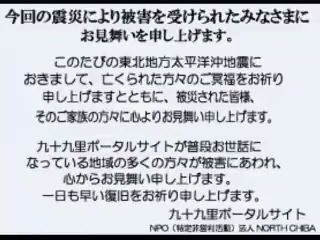 今回の震災により被害を受けられたみなさまに
お見舞いを申し上げます。
このたびの東北地方太平洋沖地震に
おきまして、亡くられた方々のご冥福をお祈り
申し上げますとともに、被災された皆様、
そのご家族の方々に心よりお見舞い申し上げます。
九十九里ポータルサイトが普段お世話に
なっている地域の多くの方々が被害にあわれ、
心からお見舞い申し上げます。
一日も早い復旧をお祈り申し上げます。
九十九里ポータルサイト
NPO（特定非営利活動）法人 NORTH CHIBA